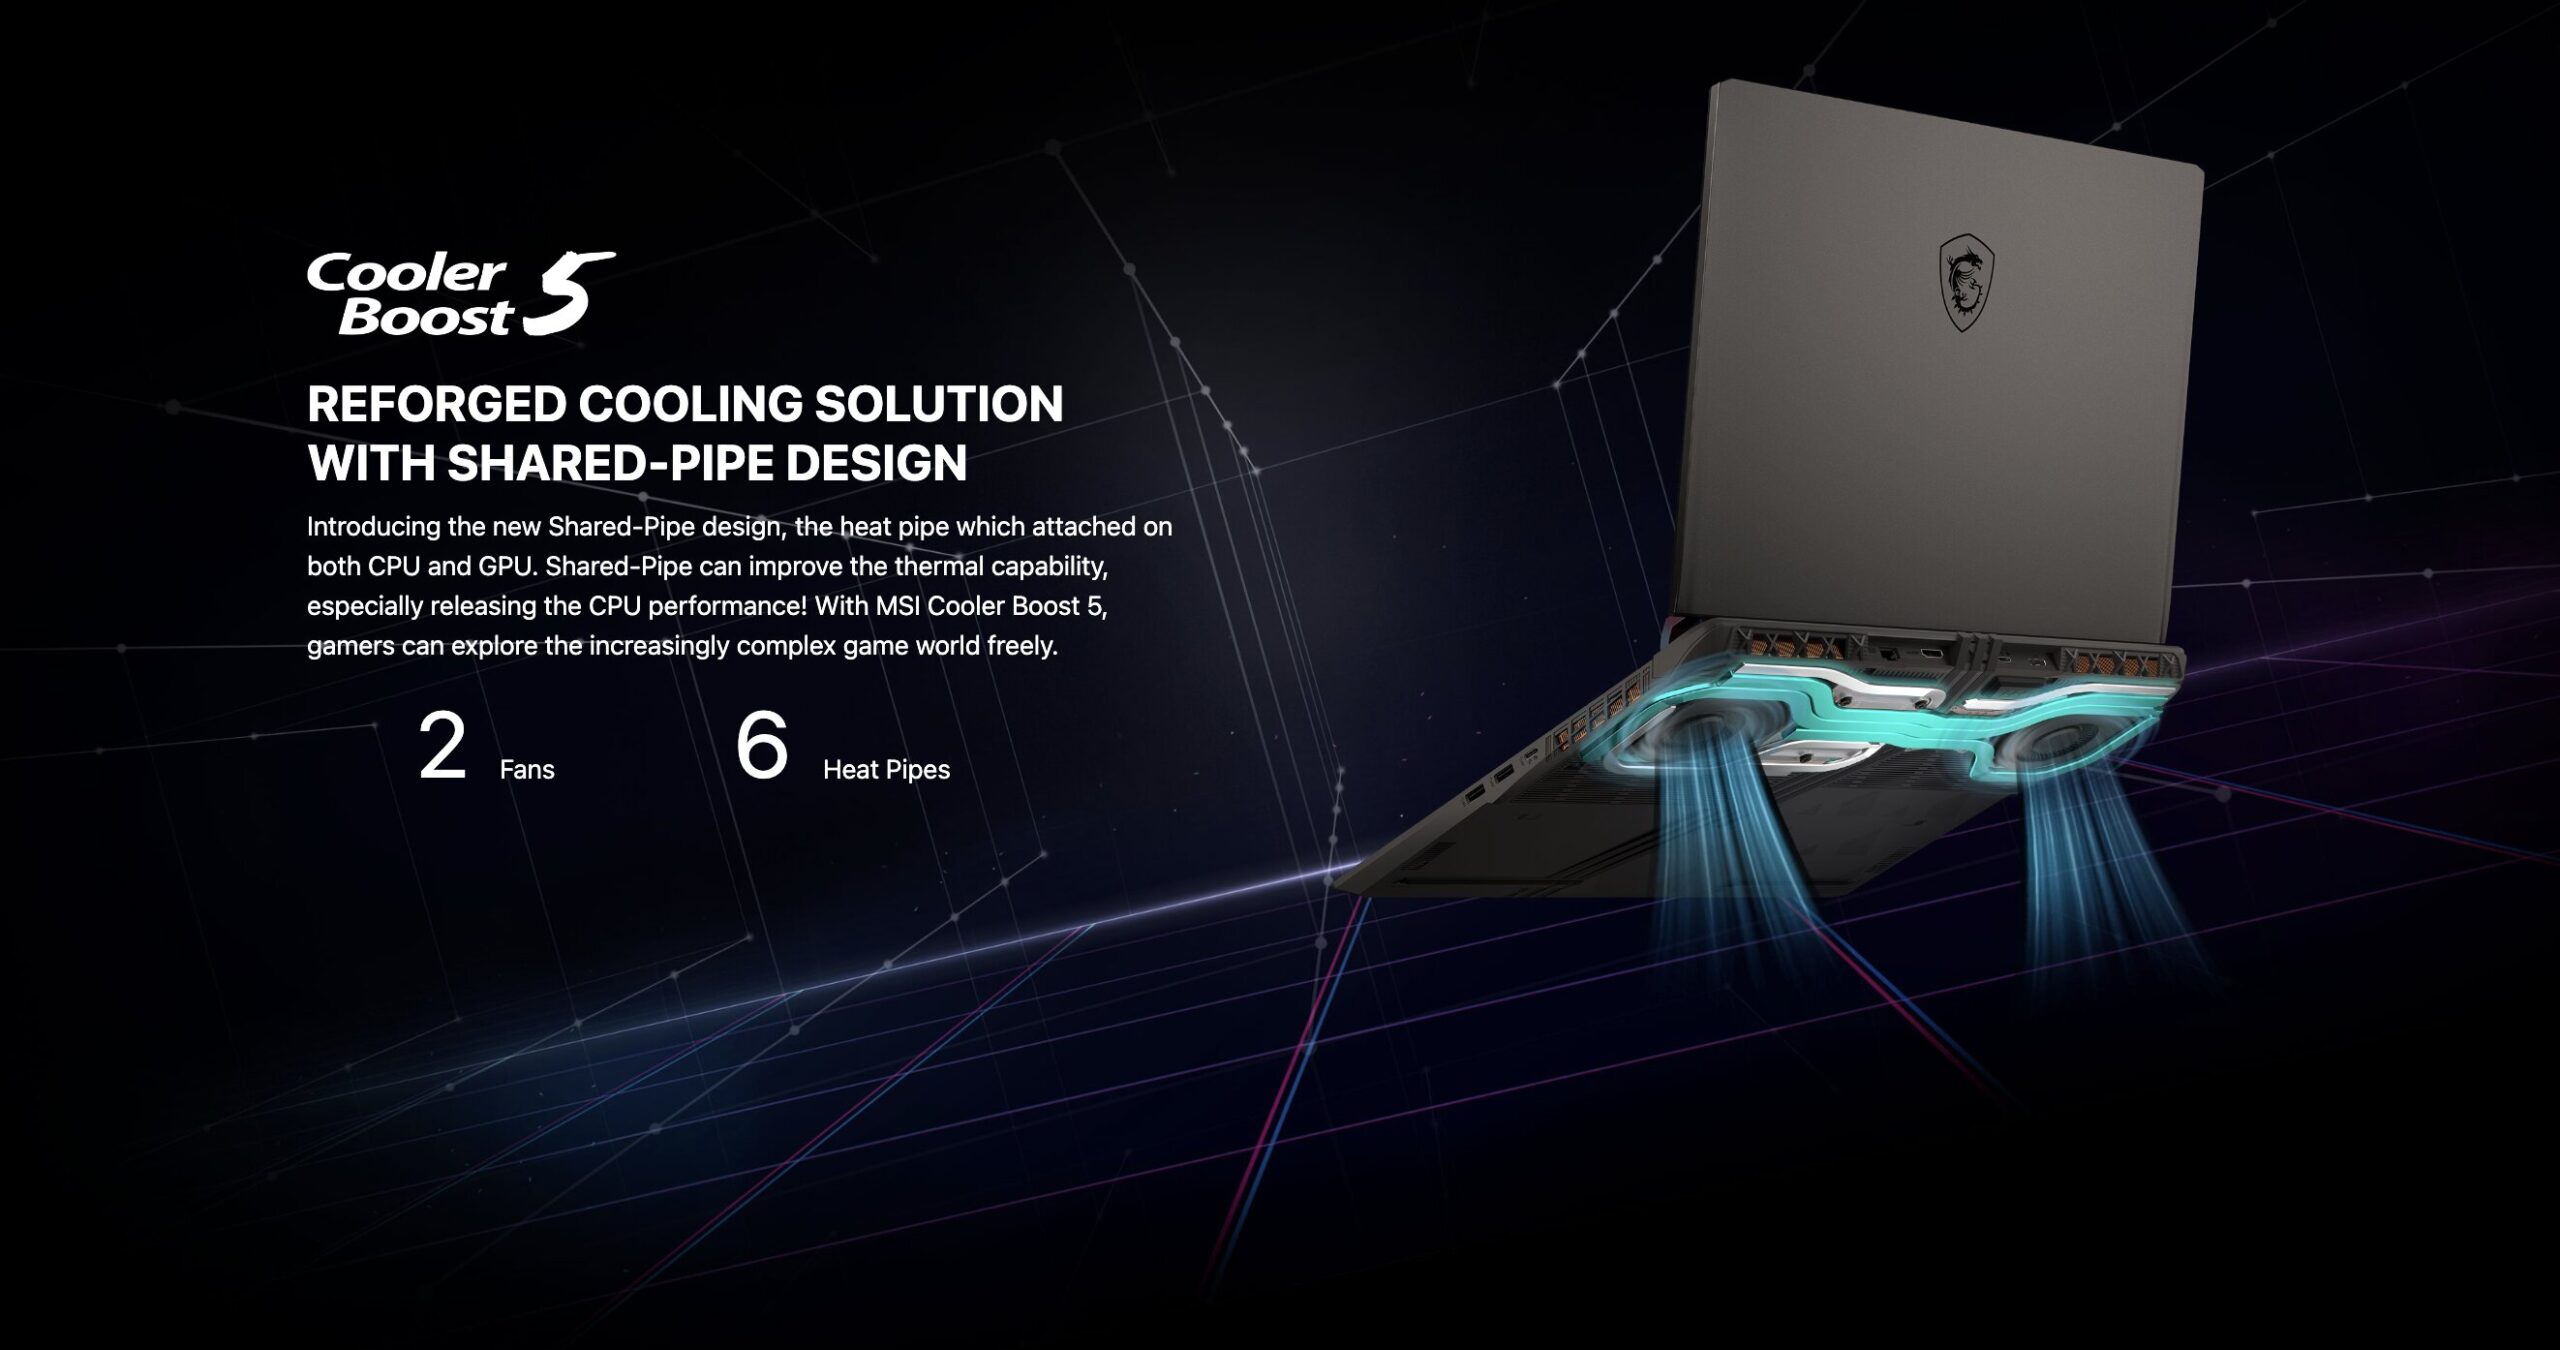 Cooler
Boost 5
REFORGED COOLING SOLUTION
WITH SHARED-PIPE DESIGN
Introducing the new Shared-Pipe design, the heat pipe which attached on
both CPU and GPU. Shared-Pipe can improve the thermal capability,
especially releasing the CPU performance! With MSI Cooler Boost 5,
gamers can explore the increasingly complex game world freely.
2 Fans 6 Heat Pipes